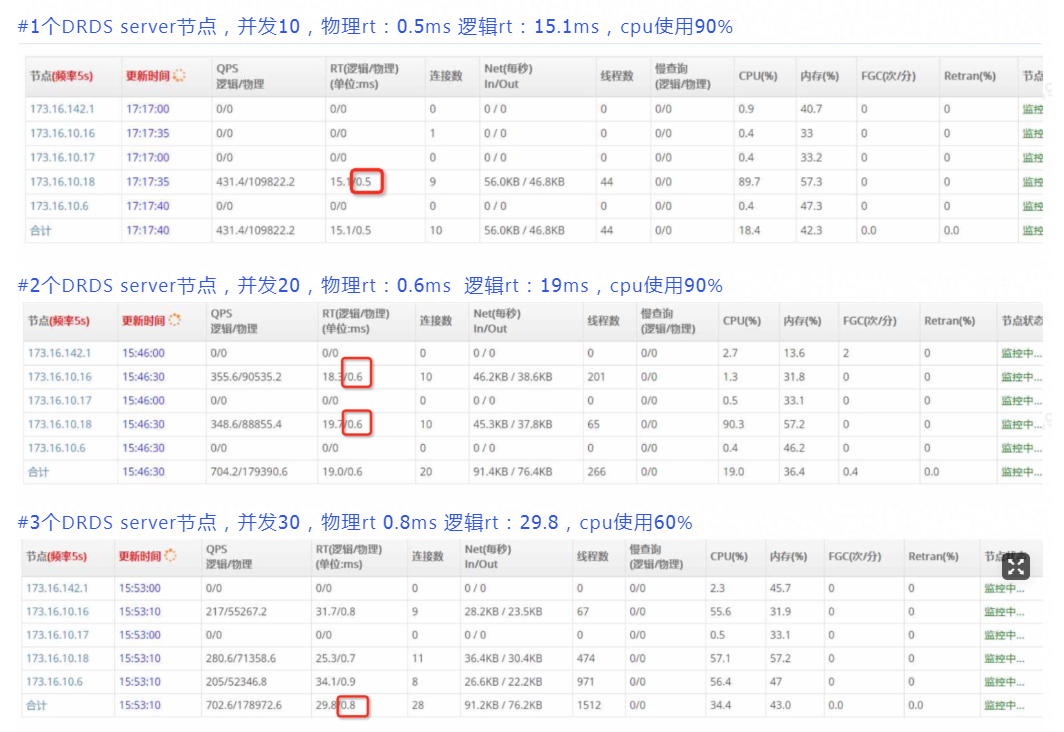 #1个DRDS server节点，并发10，物理rt：0.5ms 逻辑rt：15.1ms，cpu使用90%
节点(频率5s) 更新时间 QPS 逻辑/物理 RT(逻辑/物理) (单位:ms) 连接数 Net(每秒) In/Out 线程数 慢查询 (逻辑/物理) CPU(%) 内存(%) FGC(次/分) Retran(%) 节点
173.16.142.1 17:17:00 0/0 0/0 0 0 / 0 0 0/0 0.9 40.7 0 0 监控
173.16.10.16 17:17:35 0/0 0/0 1 0 / 0 0 0/0 0.4 33 0 0 监控
173.16.10.17 17:17:00 0/0 0/0 0 0 / 0 0 0/0 0.4 33.2 0 0 监控
173.16.10.18 17:17:35 431.4/109822.2 15.1/0.5 9 56.0KB / 46.8KB 44 0/0 89.7 57.3 0 0 监控
173.16.10.6 17:17:40 0/0 0/0 0 0 / 0 0 0/0 0.4 47.3 0 0 监控
合计 17:17:40 431.4/109822.2 15.1/0.5 10 56.0KB / 46.8KB 44 0/0 18.4 42.3 0.0 0.0 监控
#2个DRDS server节点，并发20，物理rt：0.6ms 逻辑rt：19ms，cpu使用90%
节点(频率5s) 更新时间 QPS 逻辑/物理 RT(逻辑/物理) (单位:ms) 连接数 Net(每秒) In/Out 线程数 慢查询 (逻辑/物理) CPU(%) 内存(%) FGC(次/分) Retran(%) 节点状态
173.16.142.1 15:46:00 0/0 0/0 0 0 / 0 0 0/0 2.7 13.6 2 0 监控中...
173.16.10.16 15:46:30 355.6/90535.2 18.3/0.6 10 46.2KB / 38.6KB 201 0/0 1.3 31.8 0 0 监控中...
173.16.10.17 15:46:00 0/0 0/0 0 0 / 0 0 0/0 0.5 33.1 0 0 监控中...
173.16.10.18 15:46:30 348.6/88855.4 19.7/0.6 10 45.3KB / 37.8KB 65 0/0 90.3 57.2 0 0 监控中...
173.16.10.6 15:46:30 0/0 0/0 0 0 / 0 0 0/0 0.4 46.2 0 0 监控中...
合计 15:46:30 704.2/179390.6 19.0/0.6 20 91.4KB / 76.4KB 266 0/0 19.0 36.4 0.4 0.0 监控中...
#3个DRDS server节点，并发30，物理rt 0.8ms 逻辑rt：29.8，cpu使用60%
节点(频率5s) 更新时间 QPS 逻辑/物理 RT(逻辑/物理) (单位:ms) 连接数 Net(每秒) In/Out 线程数 慢查询 (逻辑/物理) CPU(%) 内存(%) FGC(次/分) Retran(%) 节点状态
173.16.142.1 15:53:00 0/0 0/0 0 0 / 0 0 0/0 2.3 45.7 0 0 监控中...
173.16.10.16 15:53:10 217/55267.2 31.7/0.8 9 28.2KB / 23.5KB 67 0/0 55.6 31.9 0 0 监控中...
173.16.10.17 15:53:00 0/0 0/0 0 0 / 0 0 0/0 0.5 33.1 0 0 监控中...
173.16.10.18 15:53:10 280.6/71358.6 25.3/0.7 11 36.4KB / 30.4KB 474 0/0 57.1 57.2 0 0 监控中...
173.16.10.6 15:53:10 205/52346.8 34.1/0.9 8 26.6KB / 22.2KB 971 0/0 56.4 47 0 0 监控中...
合计 15:53:10 702.6/178972.6 29.8/0.8 28 91.2KB / 76.2KB 1512 0/0 34.4 43.0 0.0 0.0 监控中...